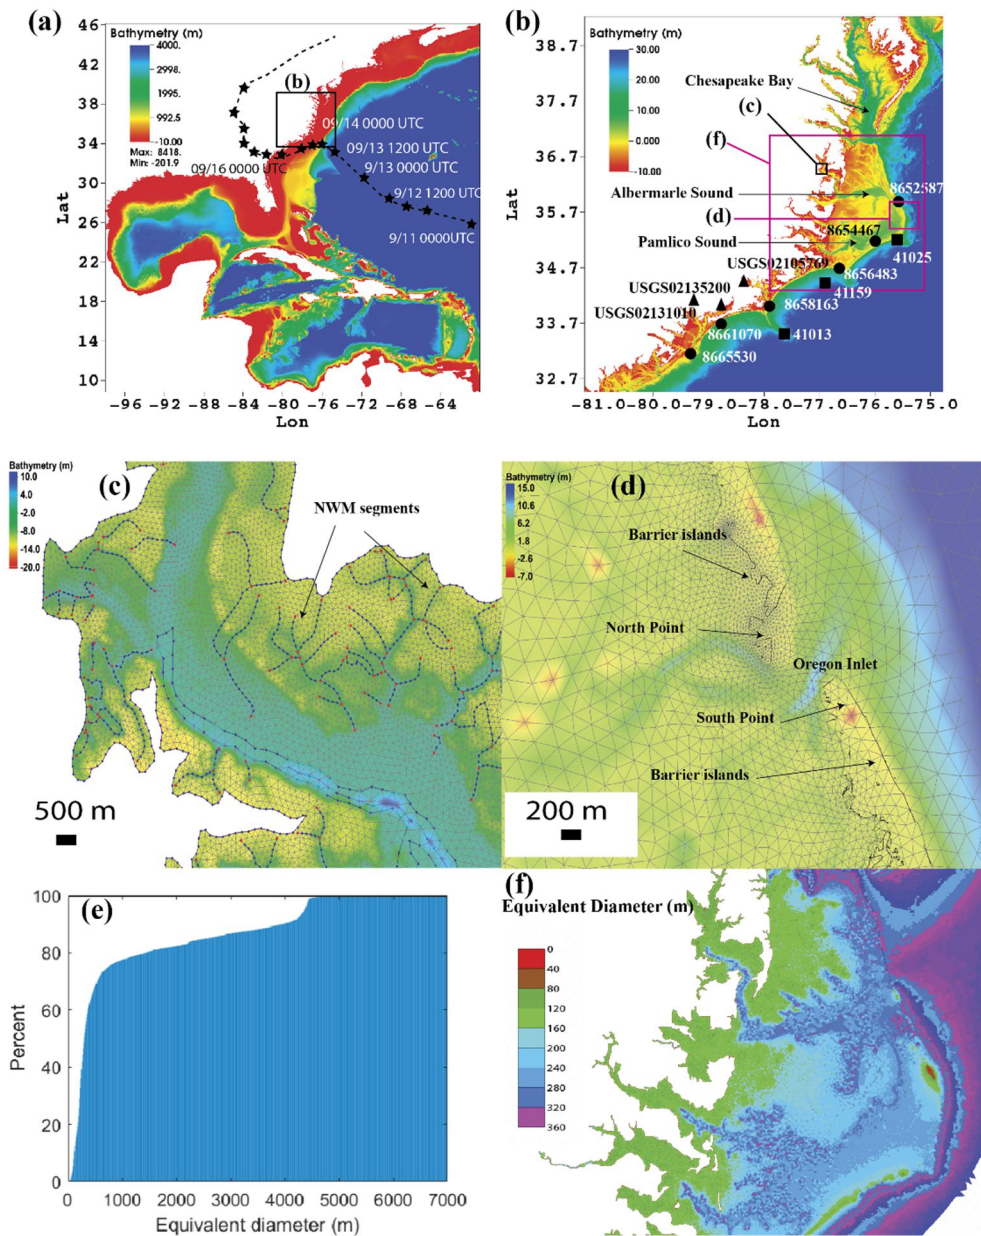 (a)
Bathymetry (m)
4000.
2998.
1995.
992.5
-10.00
Max: 8418.
Min: -201.9
46
42
38
34
30
26
22
18
14
10
Lat
(b)
09/14 0000 UTC
09/13 1200 UTC
9/13 0000 UTC
09/16 0000 UTC
9/12 1200 UTC
9/11 0000UTC
-96 -92 -88 -84 -80 -76 -72 -68 -64
Lon
(b)
Bathymetry (m)
30.00
20.00
10.00
0.000
-10.00
38.7
37.7
36.7
35.7
34.7
33.7
32.7
Lat
Chesapeake Bay
(c)
(f)
Albermarle Sound
8652587
(d)
8654467
Pamlico Sound
41025
USGS02105769
8656483
USGS02135200
41159
8658163
USGS02131010
8661070
41013
8665530
-81.0 -80.0 -79.0 -78.0 -77.0 -76.0 -75.0
Lon
Bathymetry (m)
10.0
4.0
-2.0
-8.0
-14.0
-20.0
(c)
NWM segments
500 m
Bathymetry (m)
15.0
10.6
6.2
1.8
-2.6
-7.0
(d)
Barrier islands
North Point
Oregon Inlet
South Point
Barrier islands
200 m
(e)
100
80
60
40
20
0
Percent
0 1000 2000 3000 4000 5000 6000 7000
Equivalent diameter (m)
(f)
Equivalent Diameter (m)
0
40
80
120
160
200
240
280
320
360